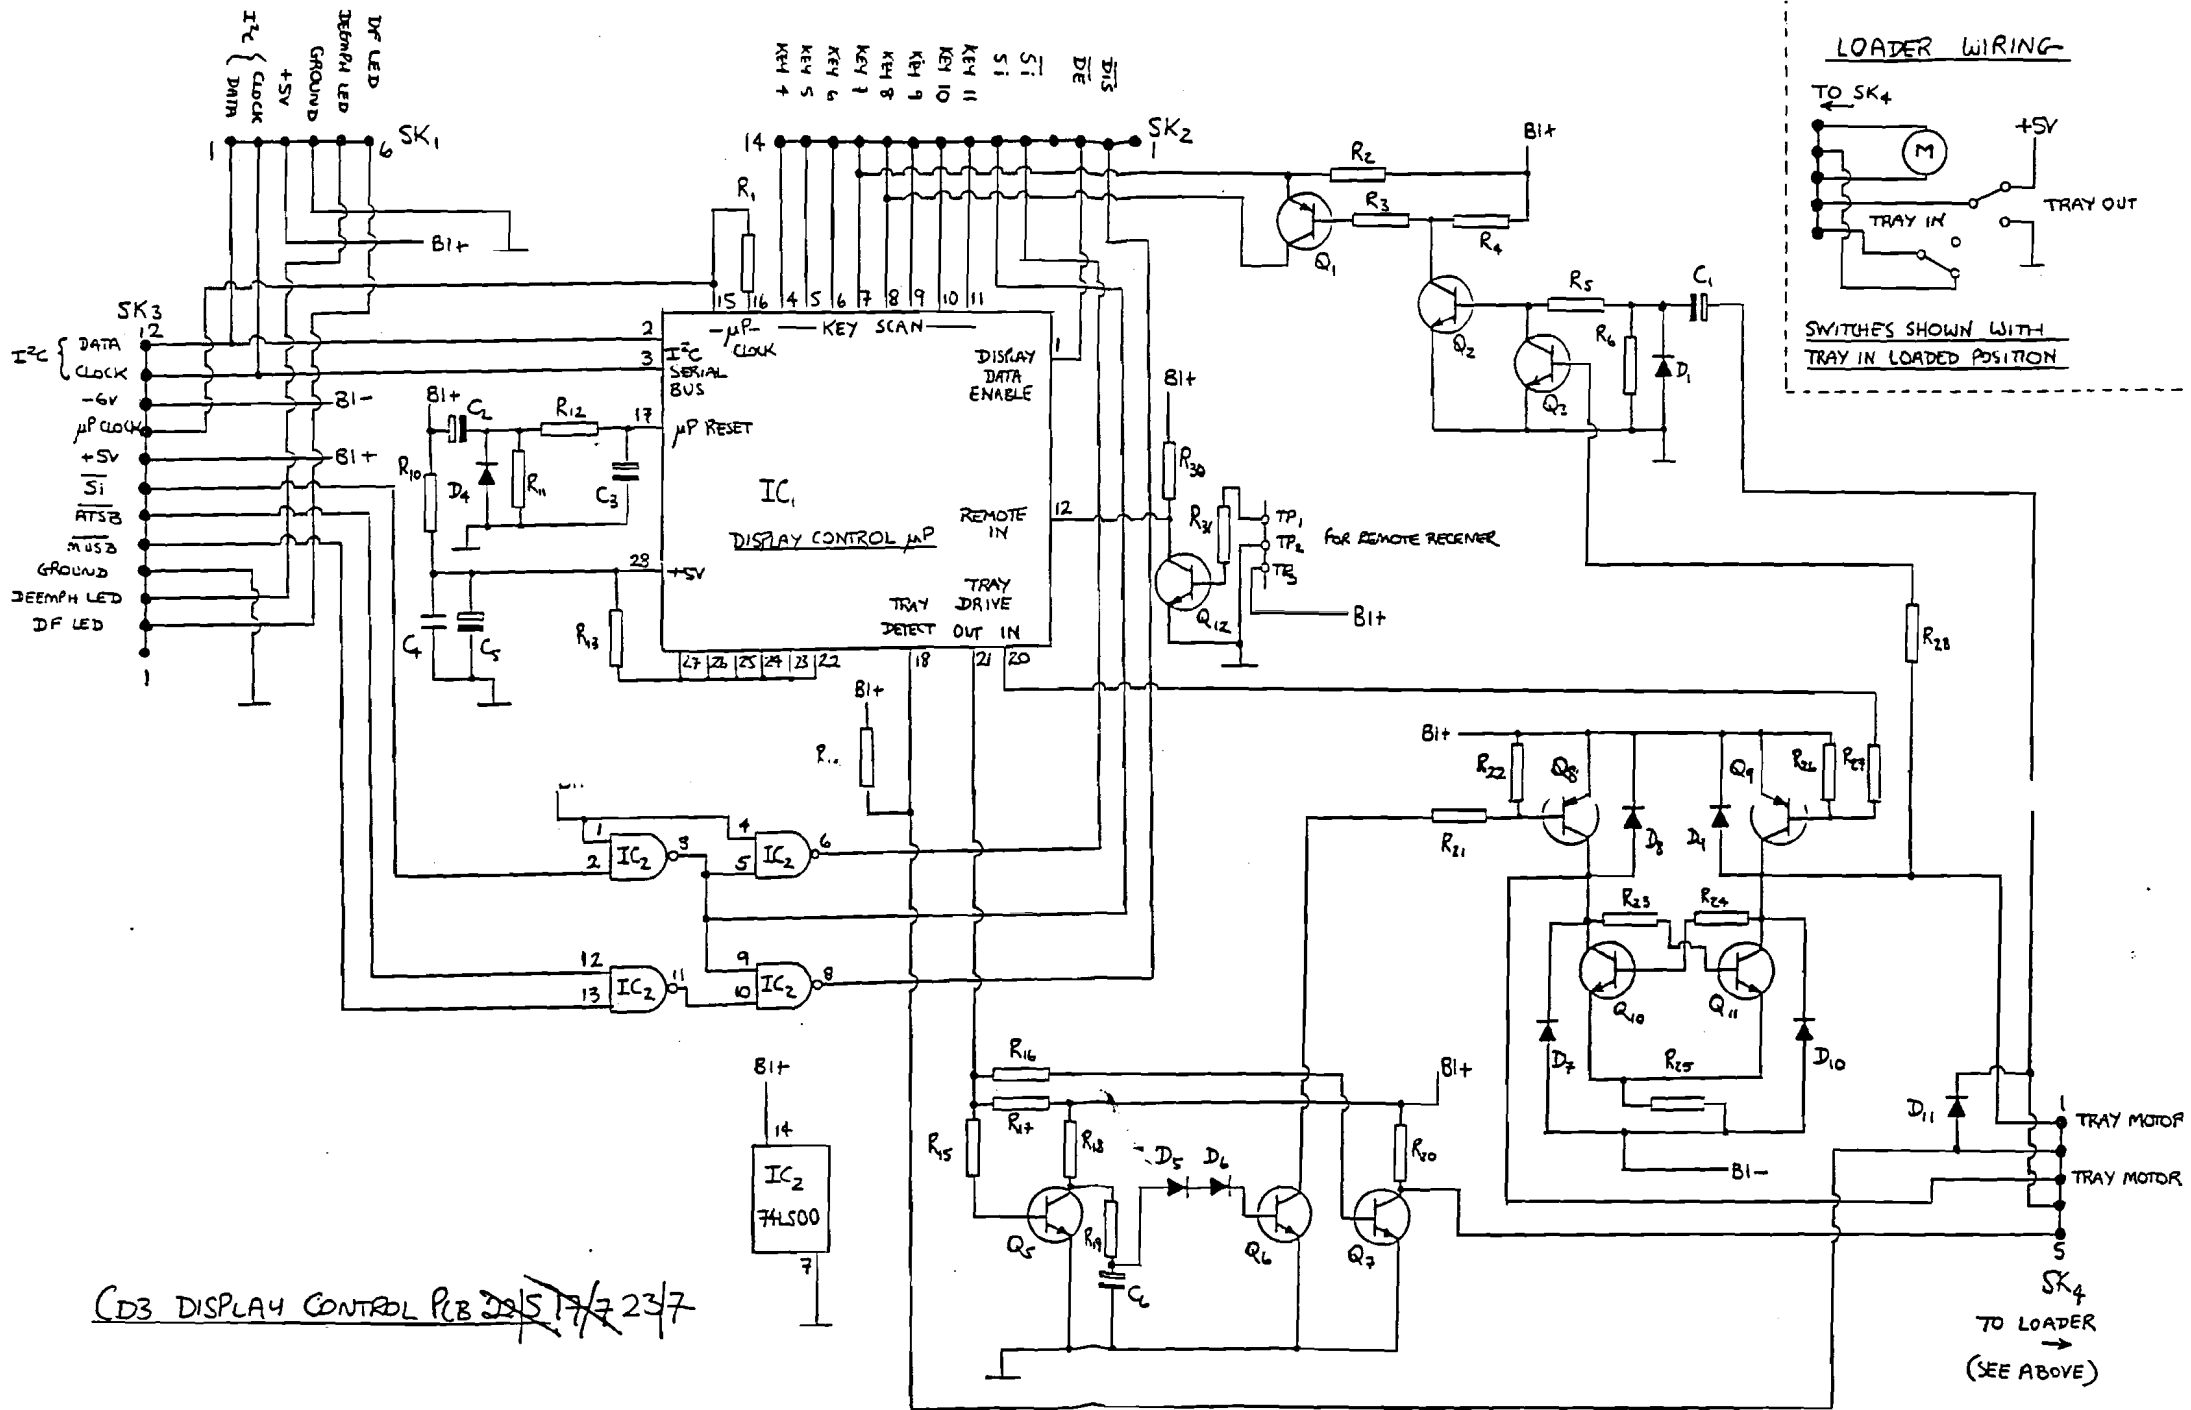 I²C { DATA
CLOCK
+5V
GROUND
DEEMPH LED
DF LED
1
6
SK1
KEY 4
KEY 5
KEY 6
KEY 7
KEY 8
KEY 9
KEY 10
KEY 11
Si
S̅i̅
D̅E̅
D̅I̅S̅
14
SK2
1
LOADER WIRING
TO SK4
M
+5V
TRAY IN
TRAY OUT
SWITCHES SHOWN WITH
TRAY IN LOADED POSITION
B1+
R1
R2
B1+
R3
R4
Q1
R5
C1
Q2
Q3
R6
D1
SK3
12
I²C { DATA
CLOCK
-6V
B1-
µP CLOCK
+5V
B1+
S̅i̅
A̅T̅S̅B̅
M̅U̅S̅B̅
GROUND
DEEMPH LED
DF LED
1
15
16
4
5
6
7
8
9
10
11
-µP-
CLOCK
KEY SCAN
2
3
I²C
SERIAL
BUS
1
DISPLAY
DATA
ENABLE
B1+
C2
R12
17
µP RESET
R10
D4
R11
C3
IC1
DISPLAY CONTROL µP
REMOTE
IN
12
B1+
R30
R31
TP1
TP2
TP3
FOR REMOTE RECEIVER
Q12
B1+
28
+5V
C4
C5
R13
TRAY
DETECT
TRAY
DRIVE
OUT
IN
27
26
25
24
23
22
18
21
20
B1+
R28
B1+
R22
Q8
Q9
R26
R27
R21
D8
1
2
IC2
3
4
5
IC2
6
R23
R24
12
13
IC2
11
9
10
IC2
8
Q10
Q11
D7
R25
D10
B1-
R16
B1+
R17
R15
R18
R20
D5
D6
Q5
R19
C6
Q6
Q7
B1+
14
IC2
74LS00
7
D11
1
TRAY MOTOR
TRAY MOTOR
5
SK4
TO LOADER
(SEE ABOVE)
CD3 DISPLAY CONTROL PCB 22/5 17/7 23/7